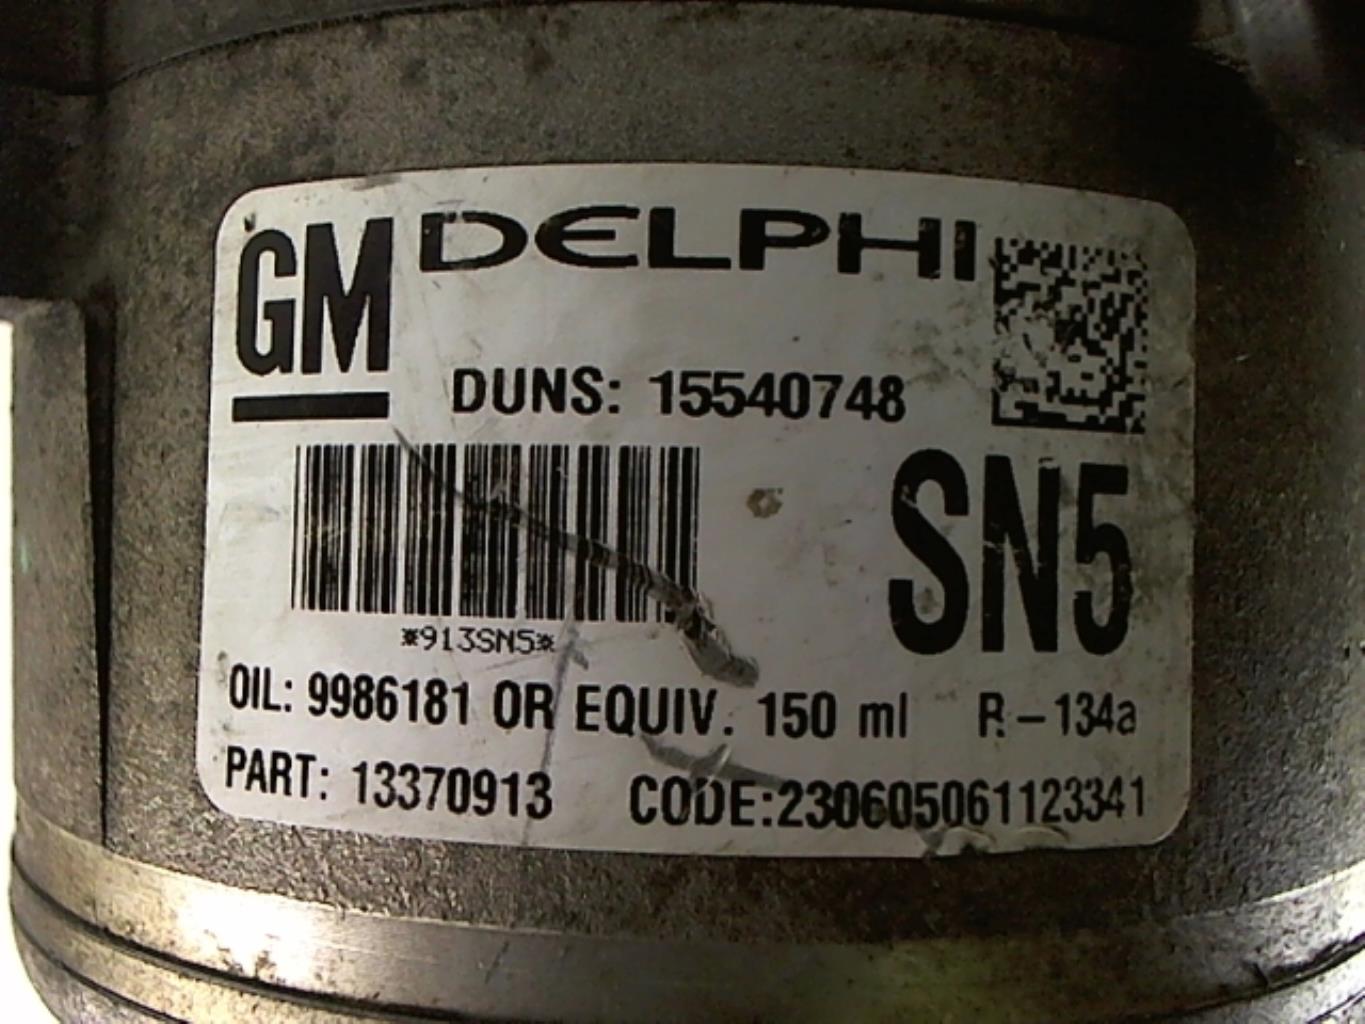 GM DELPHI
DUNS: 15540748
SN5
*913SN5*
OIL: 9986181 OR EQUIV. 150 ml R-134a
PART: 13370913 CODE:230605061123341